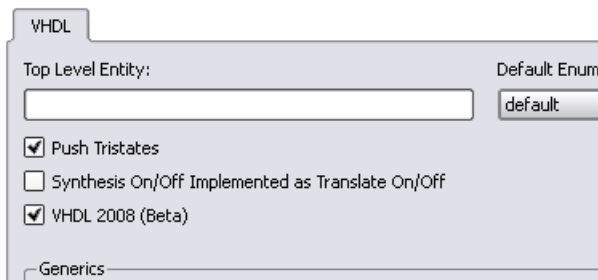 VHDL
Top Level Entity:
Default Enum
default
Push Tristates
Synthesis On/Off Implemented as Translate On/Off
VHDL 2008 (Beta)
Generics